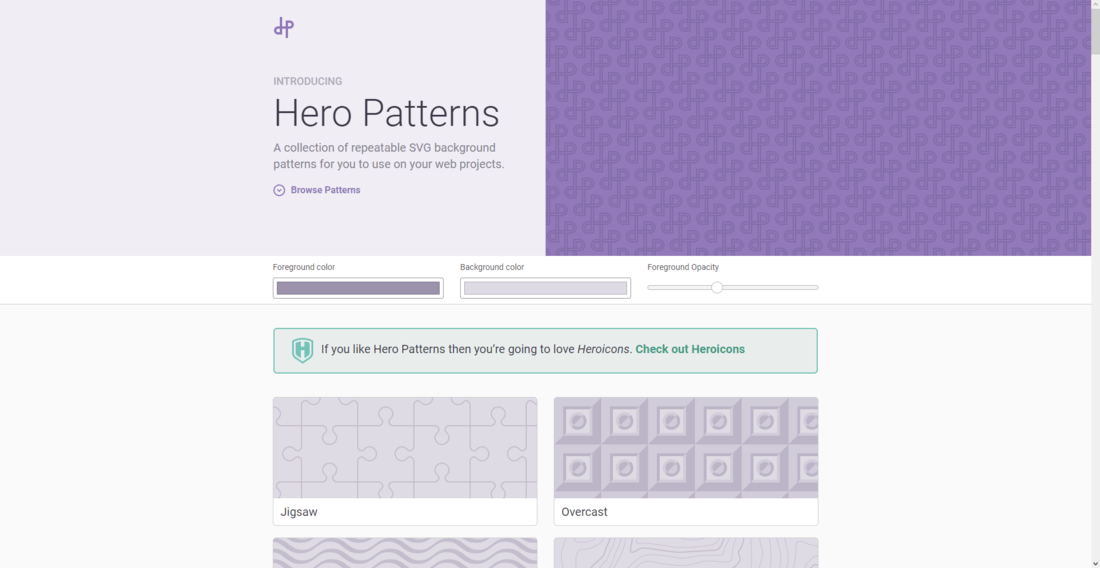 INTRODUCING
Hero Patterns
A collection of repeatable SVG background
patterns for you to use on your web projects.
Browse Patterns
Foreground color
Background color
Foreground Opacity
If you like Hero Patterns then you're going to love Heroicons. Check out Heroicons
Jigsaw
Overcast